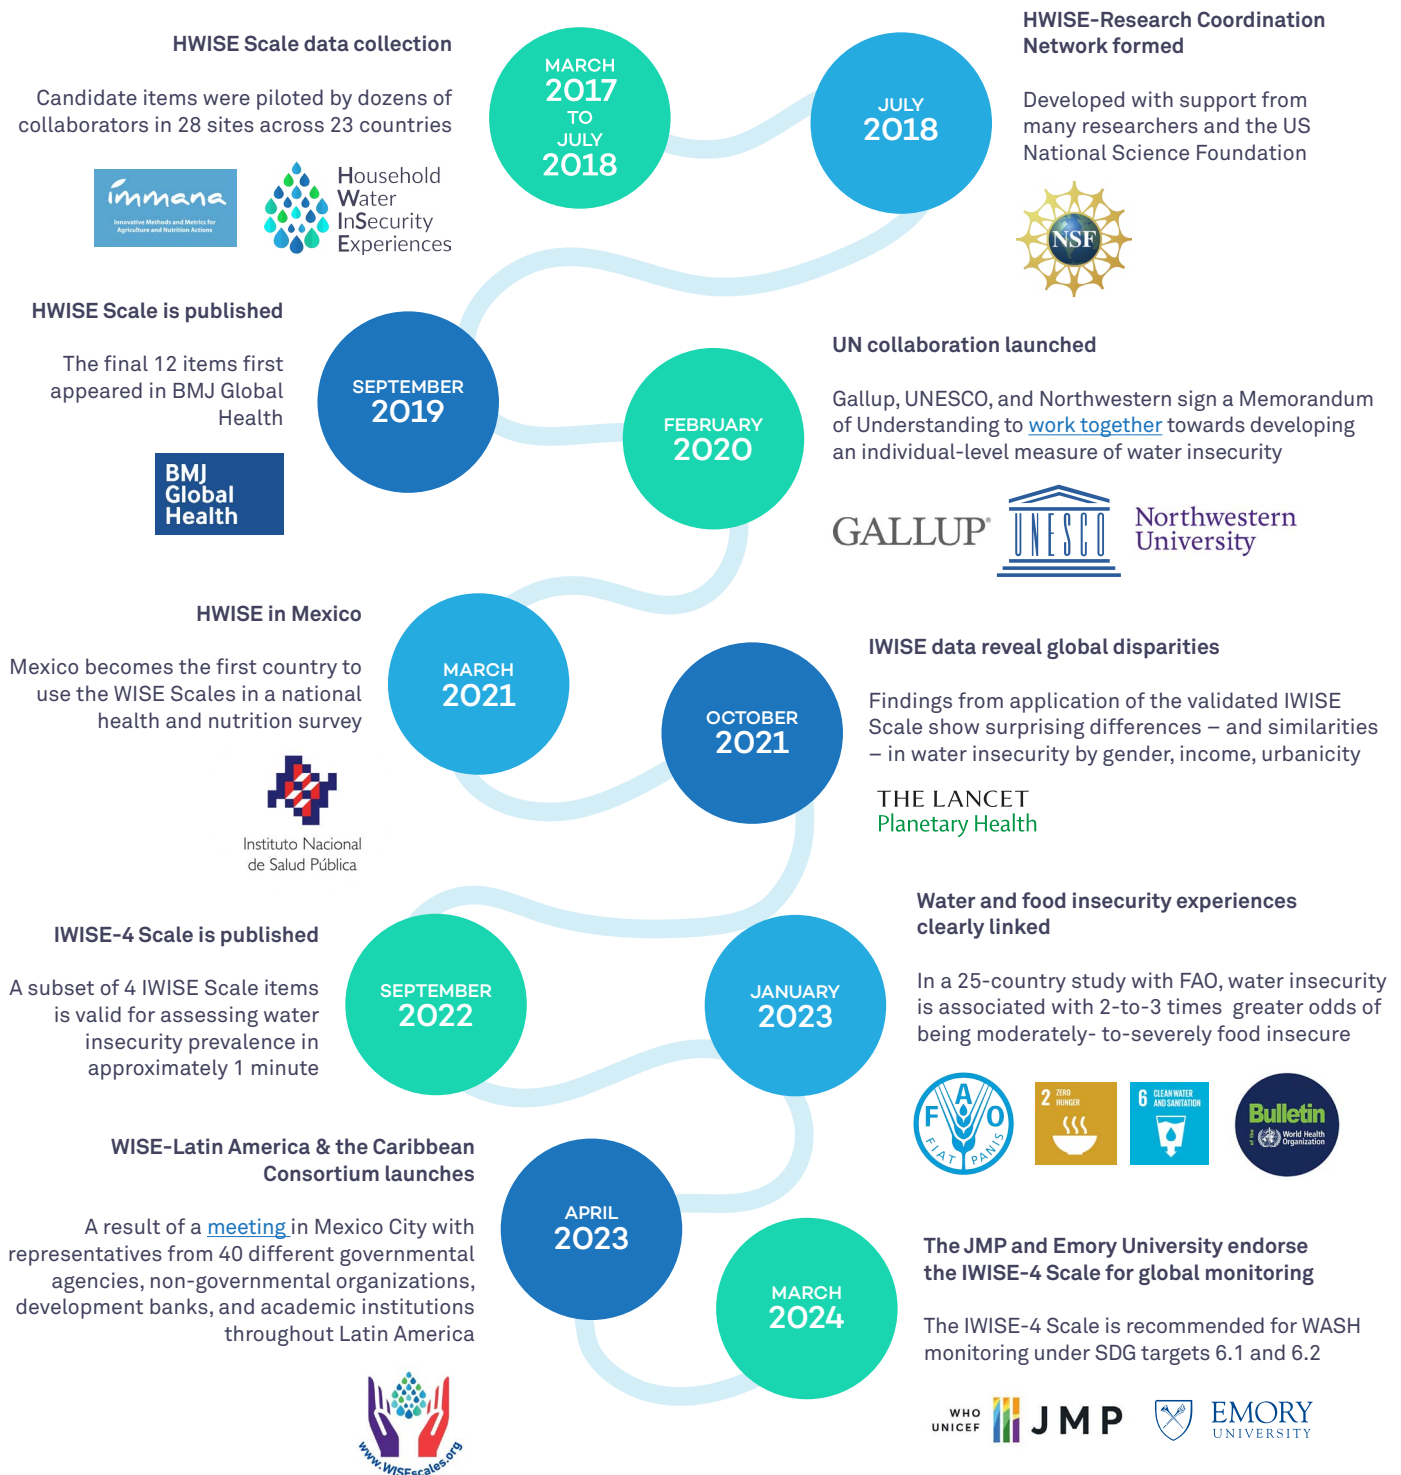 HWISE Scale data collection
Candidate items were piloted by dozens of
collaborators in 28 sites across 23 countries
immana
Innovative Methods and Metrics for
Agriculture and Nutrition Actions
Household
Water
InSecurity
Experiences
MARCH
2017
TO
JULY
2018
JULY
2018
HWISE-Research Coordination
Network formed
Developed with support from
many researchers and the US
National Science Foundation
NSF
HWISE Scale is published
The final 12 items first
appeared in BMJ Global
Health
BMJ
Global
Health
SEPTEMBER
2019
FEBRUARY
2020
UN collaboration launched
Gallup, UNESCO, and Northwestern sign a Memorandum
of Understanding to work together towards developing
an individual-level measure of water insecurity
GALLUP®
UNESCO
Northwestern
University
HWISE in Mexico
Mexico becomes the first country to
use the WISE Scales in a national
health and nutrition survey
Instituto Nacional
de Salud Pública
MARCH
2021
OCTOBER
2021
IWISE data reveal global disparities
Findings from application of the validated IWISE
Scale show surprising differences – and similarities
– in water insecurity by gender, income, urbanicity
THE LANCET
Planetary Health
IWISE-4 Scale is published
A subset of 4 IWISE Scale items
is valid for assessing water
insecurity prevalence in
approximately 1 minute
SEPTEMBER
2022
JANUARY
2023
Water and food insecurity experiences
clearly linked
In a 25-country study with FAO, water insecurity
is associated with 2-to-3 times greater odds of
being moderately- to-severely food insecure
FAO
FIAT PANIS
2 ZERO
HUNGER
6 CLEAN WATER
AND SANITATION
Bulletin
of the World Health
Organization
WISE-Latin America & the Caribbean
Consortium launches
A result of a meeting in Mexico City with
representatives from 40 different governmental
agencies, non-governmental organizations,
development banks, and academic institutions
throughout Latin America
www.WISEscales.org
APRIL
2023
MARCH
2024
The JMP and Emory University endorse
the IWISE-4 Scale for global monitoring
The IWISE-4 Scale is recommended for WASH
monitoring under SDG targets 6.1 and 6.2
WHO
UNICEF
JMP
EMORY
UNIVERSITY